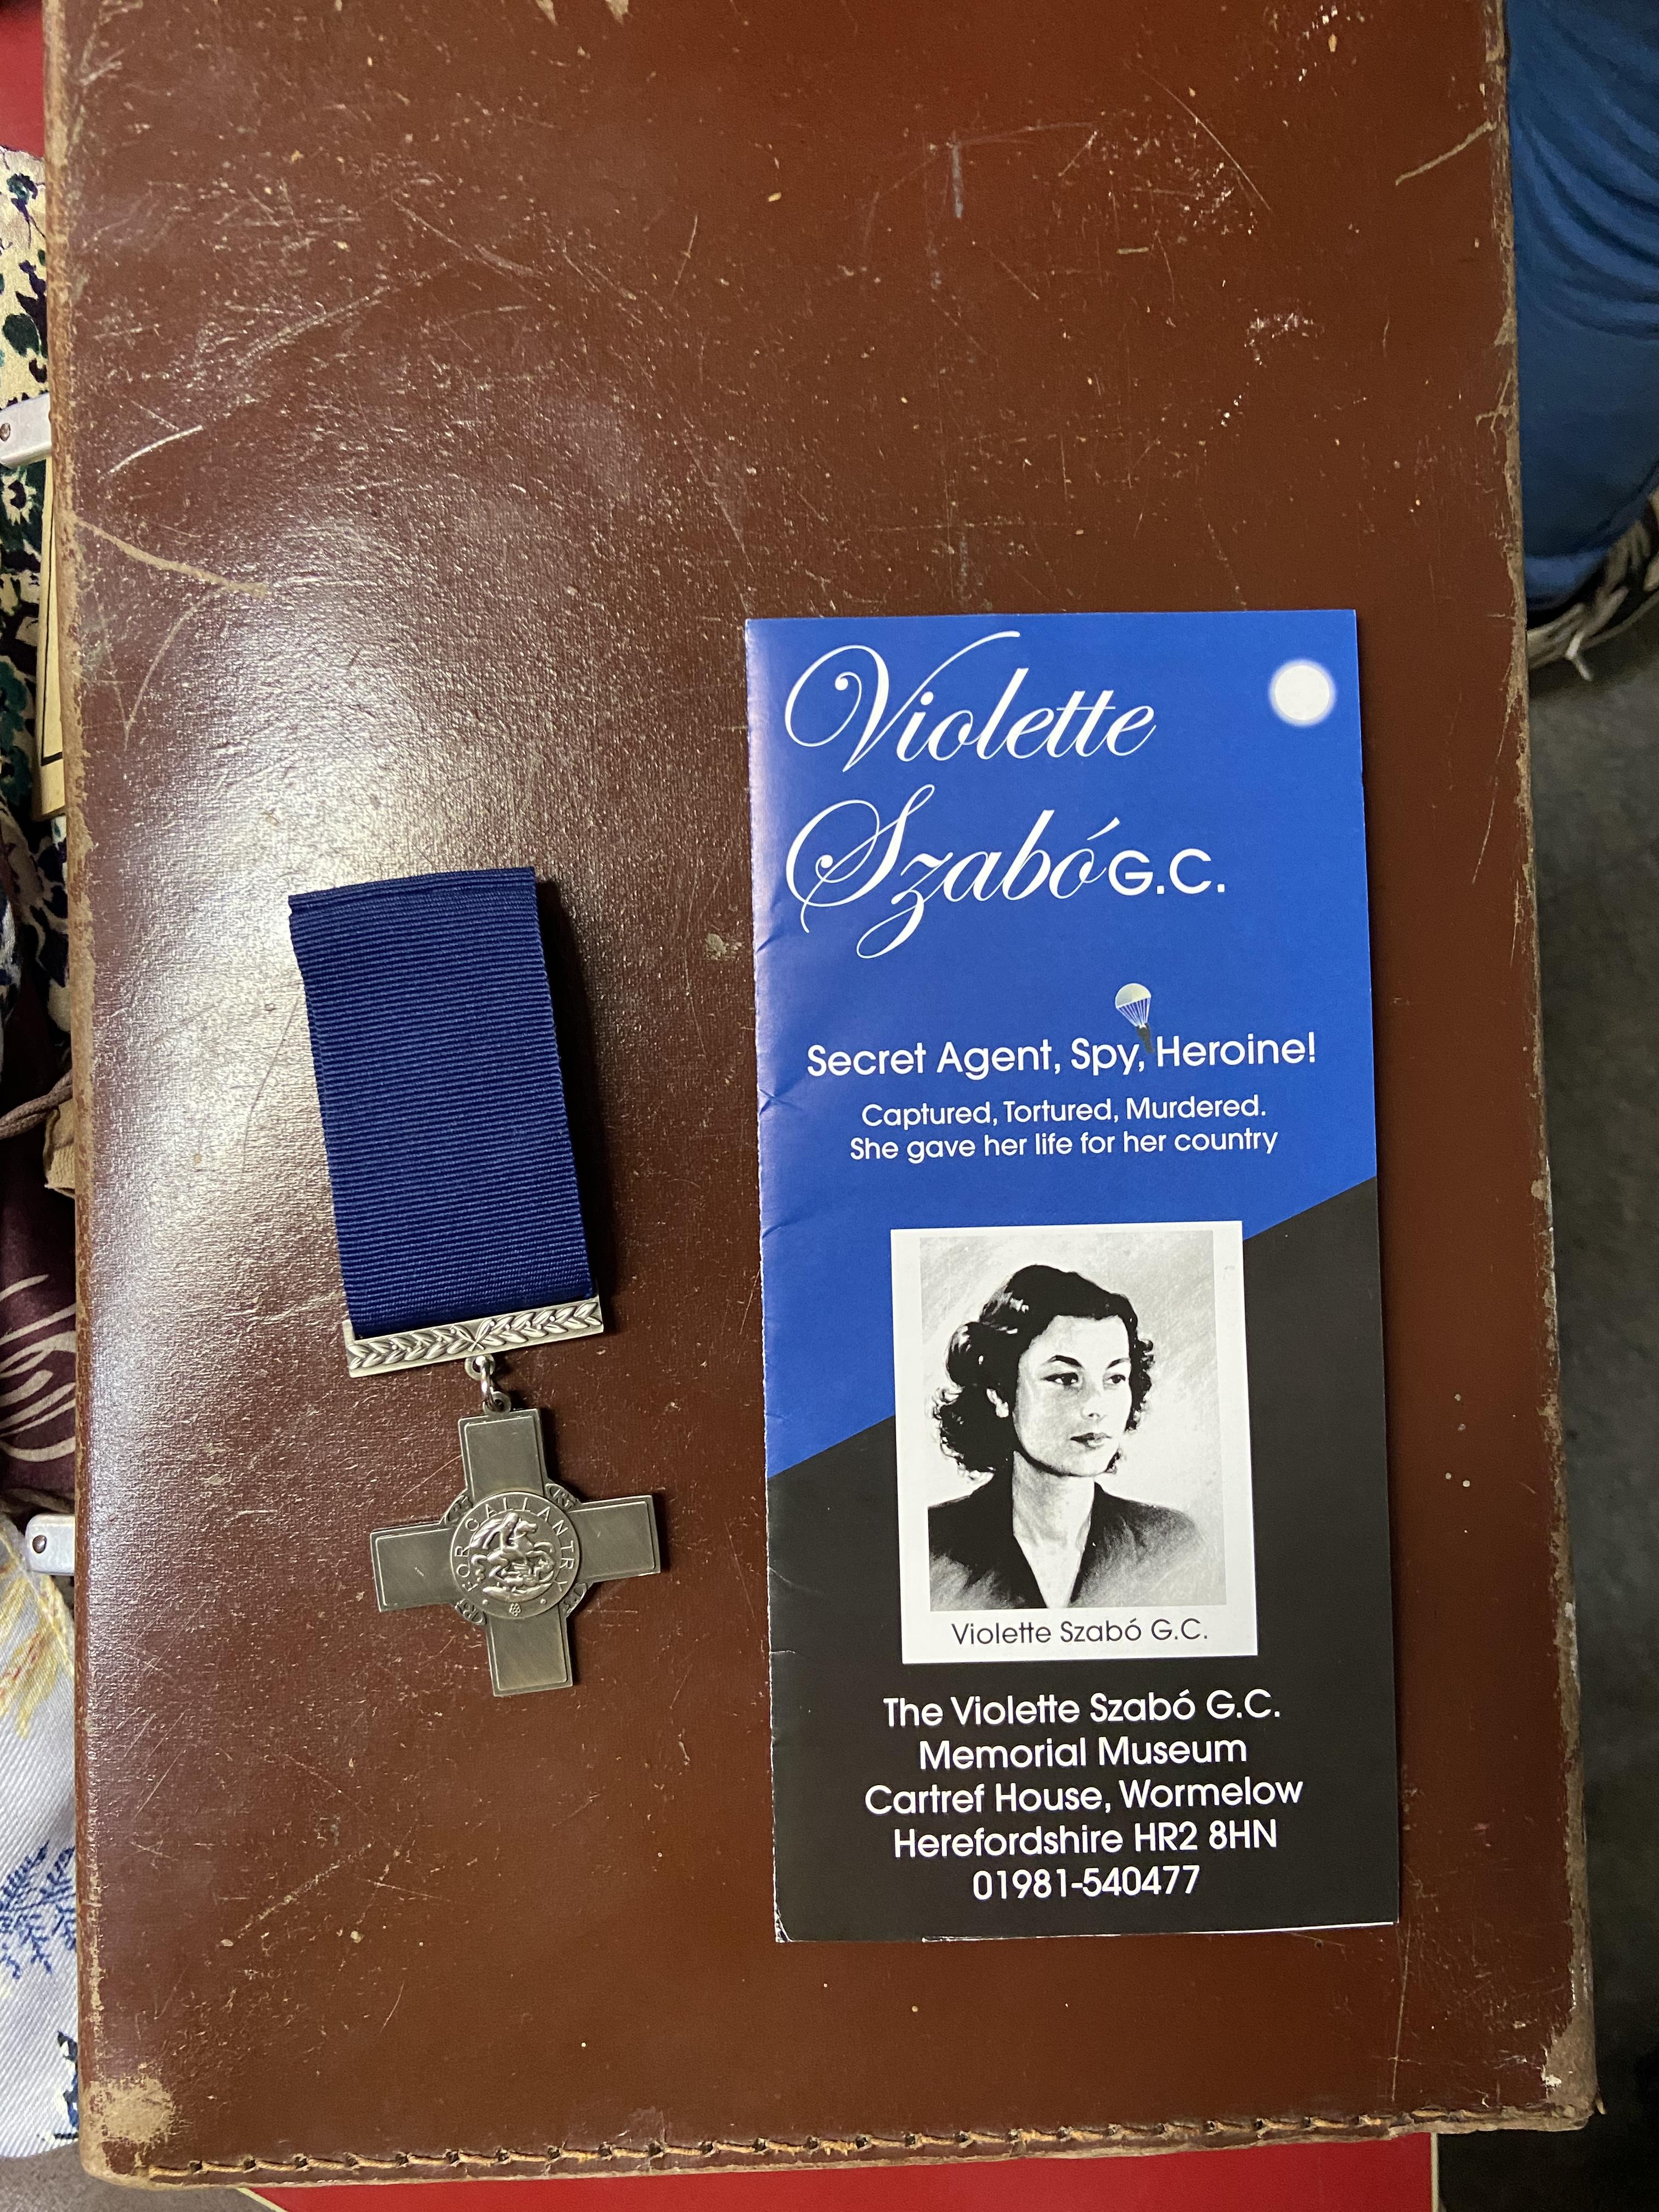 Violette
Szabó G.C.
Secret Agent, Spy, Heroine!
Captured, Tortured, Murdered.
She gave her life for her country
Violette Szabó G.C.
The Violette Szabó G.C.
Memorial Museum
Cartref House, Wormelow
Herefordshire HR2 8HN
01981-540477
FOR GALLANTRY